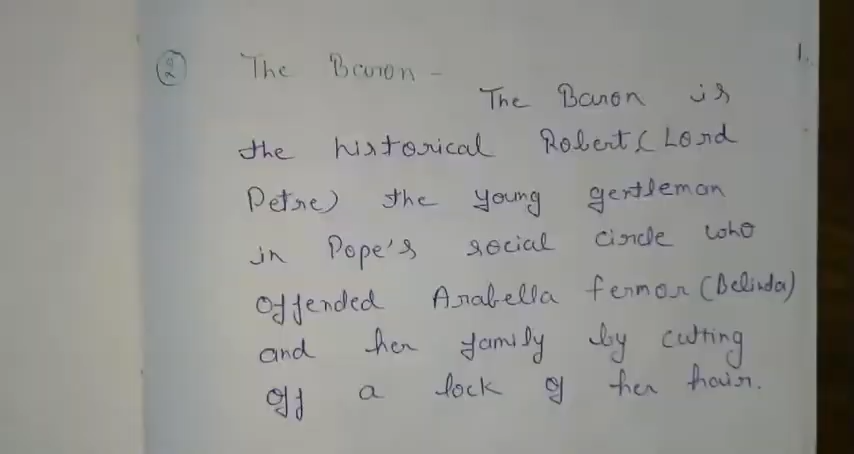 ② The Baron - 1.
The Baron is
the historical Robert (Lord
Petre) the young gentleman
in Pope's social circle who
offended Arabella fermor (Belinda)
and her family by cutting
off a lock of her hair.